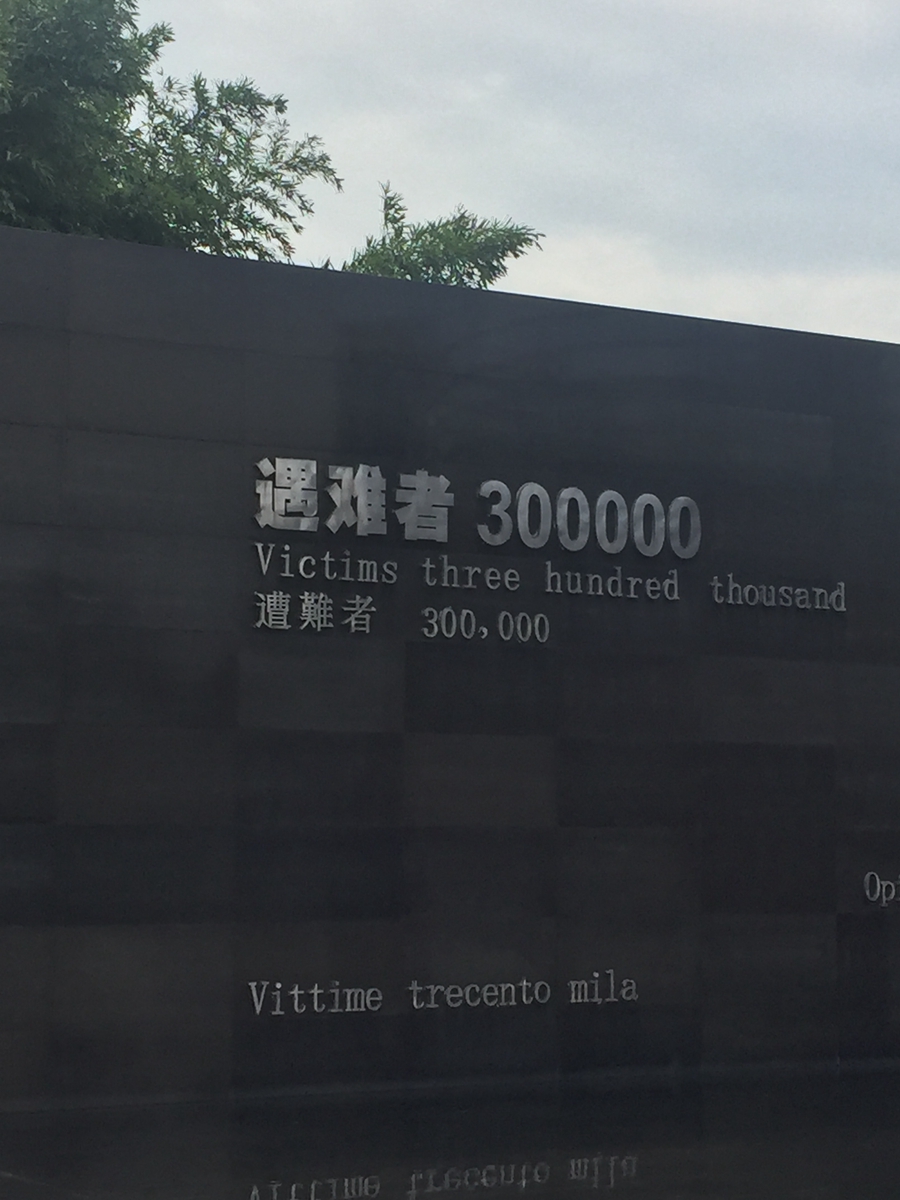 遇难者 300000
Victims three hundred thousand
遭難者 300,000
Vittime trecento mila